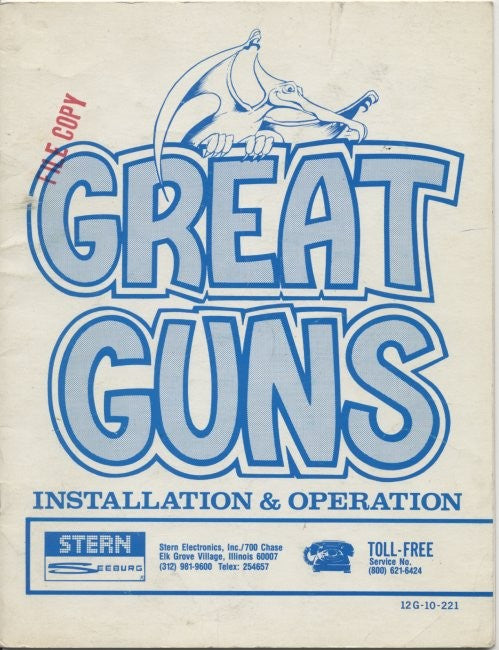 FILE COPY
GREAT
GUNS
INSTALLATION & OPERATION
STERN
SEEBURG
Stern Electronics, Inc./700 Chase
Elk Grove Village, Illinois 60007
(312) 981-9600 Telex: 254657
TOLL-FREE
Service No.
(800) 621-6424
12G-10-221